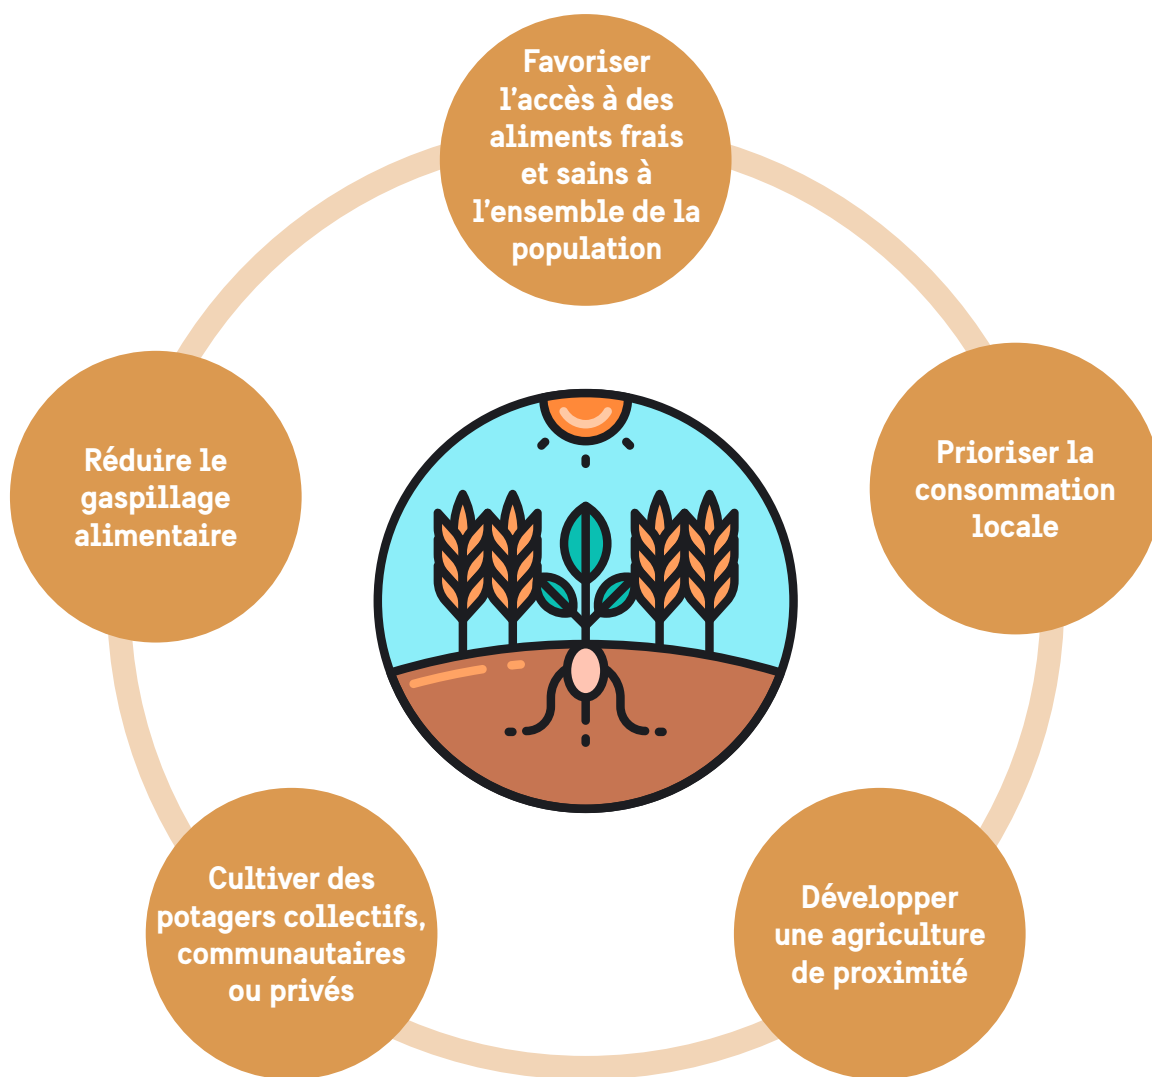 Favoriser
l’accès à des
aliments frais
et sains à
l’ensemble de la
population
Prioriser la
consommation
locale
Développer
une agriculture
de proximité
Cultiver des
potagers collectifs,
communautaires
ou privés
Réduire le
gaspillage
alimentaire